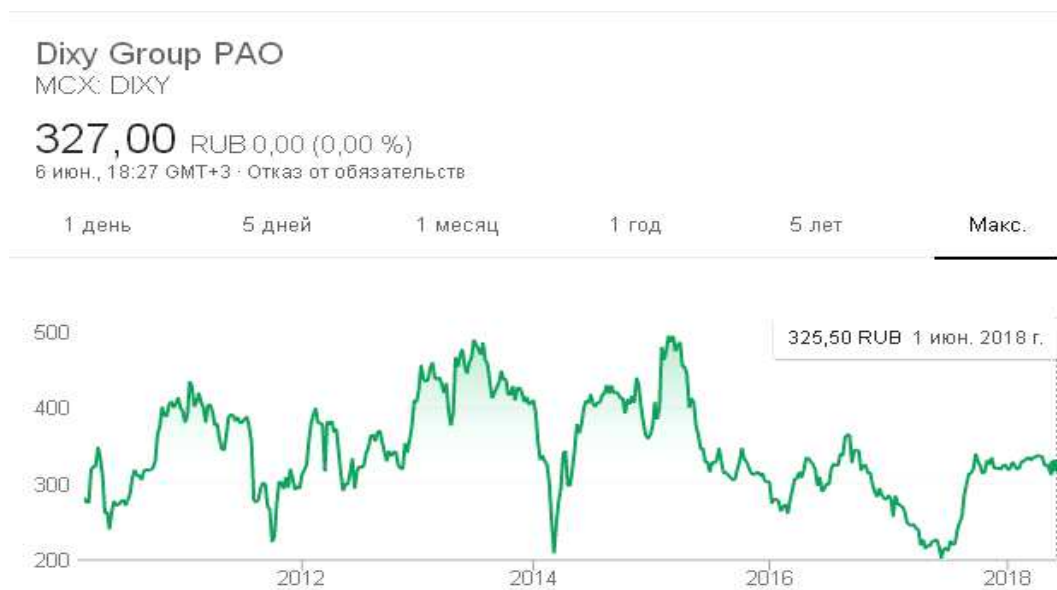 Dixy Group PAO
MCX: DIXY
327,00 RUB 0,00 (0,00 %)
6 июн., 18:27 GMT+3 · Отказ от обязательств
1 день 5 дней 1 месяц 1 год 5 лет Макс.
500
325,50 RUB 1 июн. 2018 г.
400
300
200
2012 2014 2016 2018